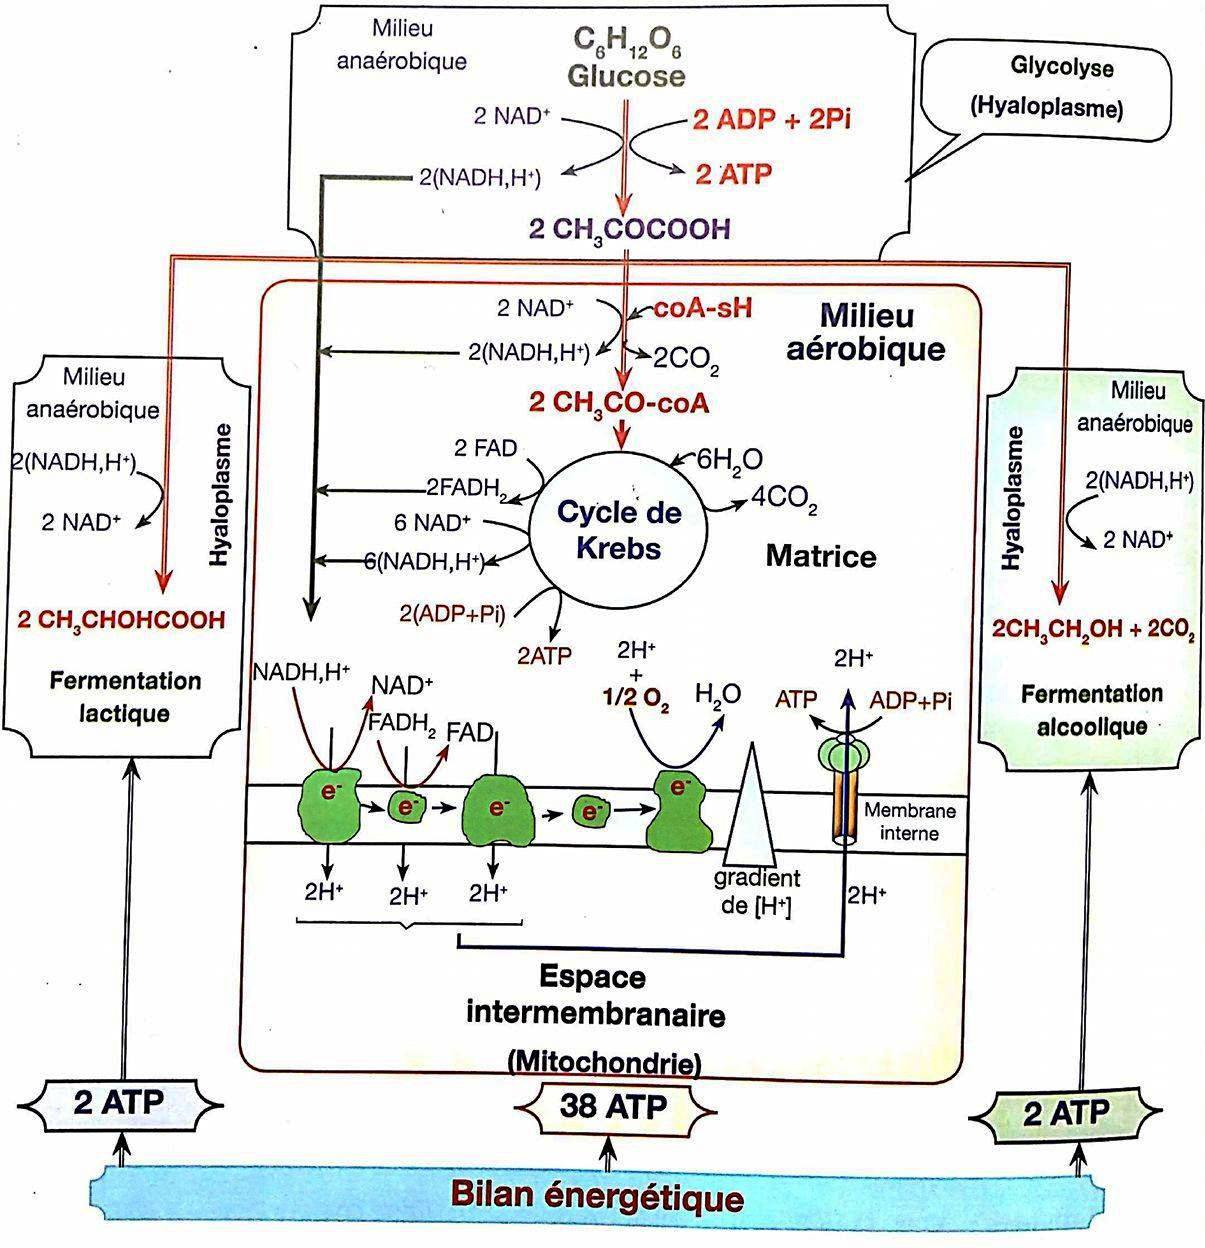 Milieu
anaérobique
C₆H₁₂O₆
Glucose
Glycolyse
(Hyaloplasme)
2 NAD⁺
2 ADP + 2Pi
2(NADH,H⁺)
2 ATP
2 CH₃COCOOH
2 NAD⁺
coA-sH
2(NADH,H⁺)
2CO₂
Milieu
aérobique
2 CH₃CO-coA
2 FAD
6H₂O
2FADH₂
4CO₂
6 NAD⁺
6(NADH,H⁺)
Cycle de
Krebs
Matrice
2(ADP+Pi)
2ATP
Milieu
anaérobique
2(NADH,H⁺)
2 NAD⁺
Hyaloplasme
2 CH₃CHOHCOOH
Fermentation
lactique
Milieu
anaérobique
2(NADH,H⁺)
2 NAD⁺
Hyaloplasme
2CH₃CH₂OH + 2CO₂
Fermentation
alcoolique
NADH,H⁺
NAD⁺
FADH₂
FAD
2H⁺
+
1/2 O₂
H₂O
2H⁺
ATP
ADP+Pi
e⁻
e⁻
e⁻
e⁻
e⁻
Membrane
interne
2H⁺
2H⁺
2H⁺
gradient
de [H⁺]
2H⁺
Espace
intermembranaire
(Mitochondrie)
2 ATP
38 ATP
2 ATP
Bilan énergétique